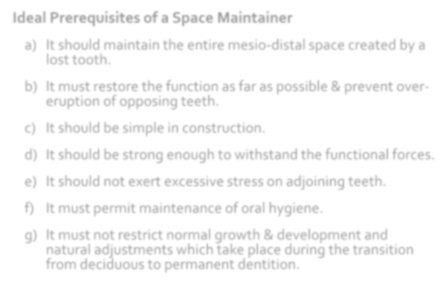 Ideal Prerequisites of a Space Maintainer
a) It should maintain the entire mesio-distal space created by a
lost tooth.
b) It must restore the function as far as possible & prevent over-
eruption of opposing teeth.
c) It should be simple in construction.
d) It should be strong enough to withstand the functional forces.
e) It should not exert excessive stress on adjoining teeth.
f) It must permit maintenance of oral hygiene.
g) It must not restrict normal growth & development and
natural adjustments which take place during the transition
from deciduous to permanent dentition.